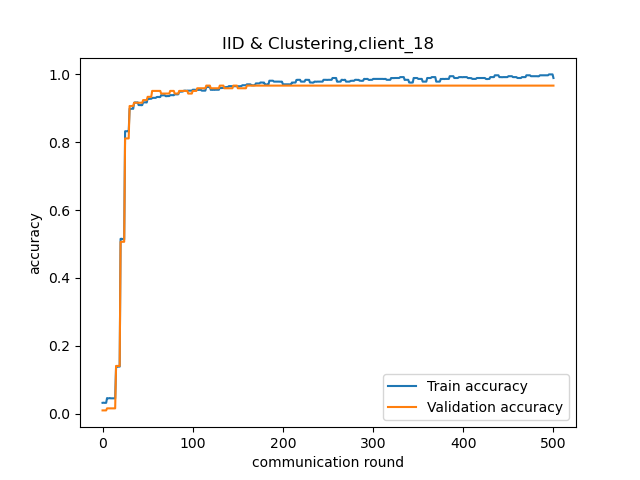 IID & Clustering,client_18
1.0
0.8
0.6
0.4
0.2
0.0
accuracy
Train accuracy
Validation accuracy
0 100 200 300 400 500
communication round